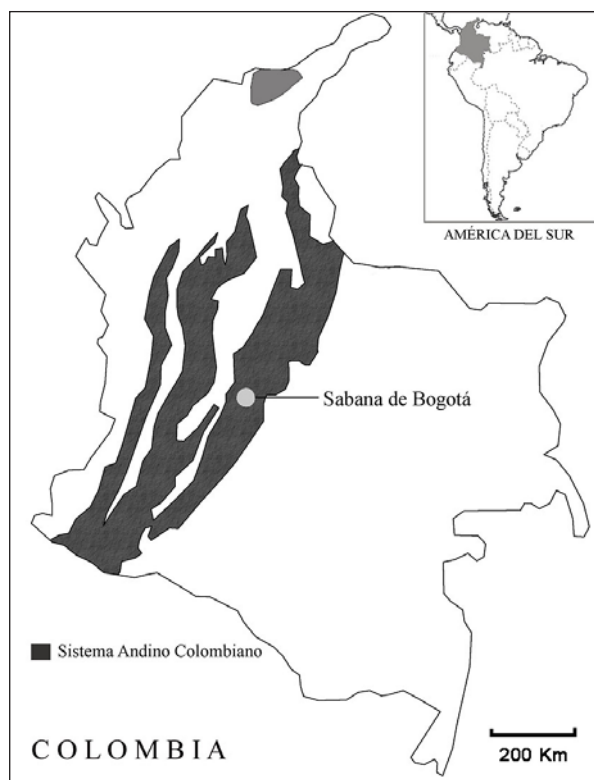 AMÉRICA DEL SUR
Sabana de Bogotá
Sistema Andino Colombiano
COLOMBIA
200 Km